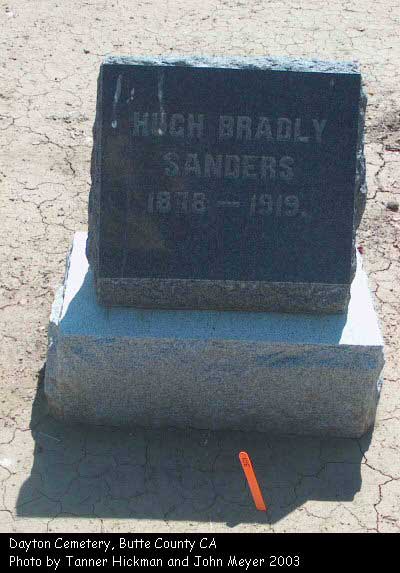 HUGH BRADLY
SANDERS
1878 — 1919.
Dayton Cemetery, Butte County CA
Photo by Tanner Hickman and John Meyer 2003